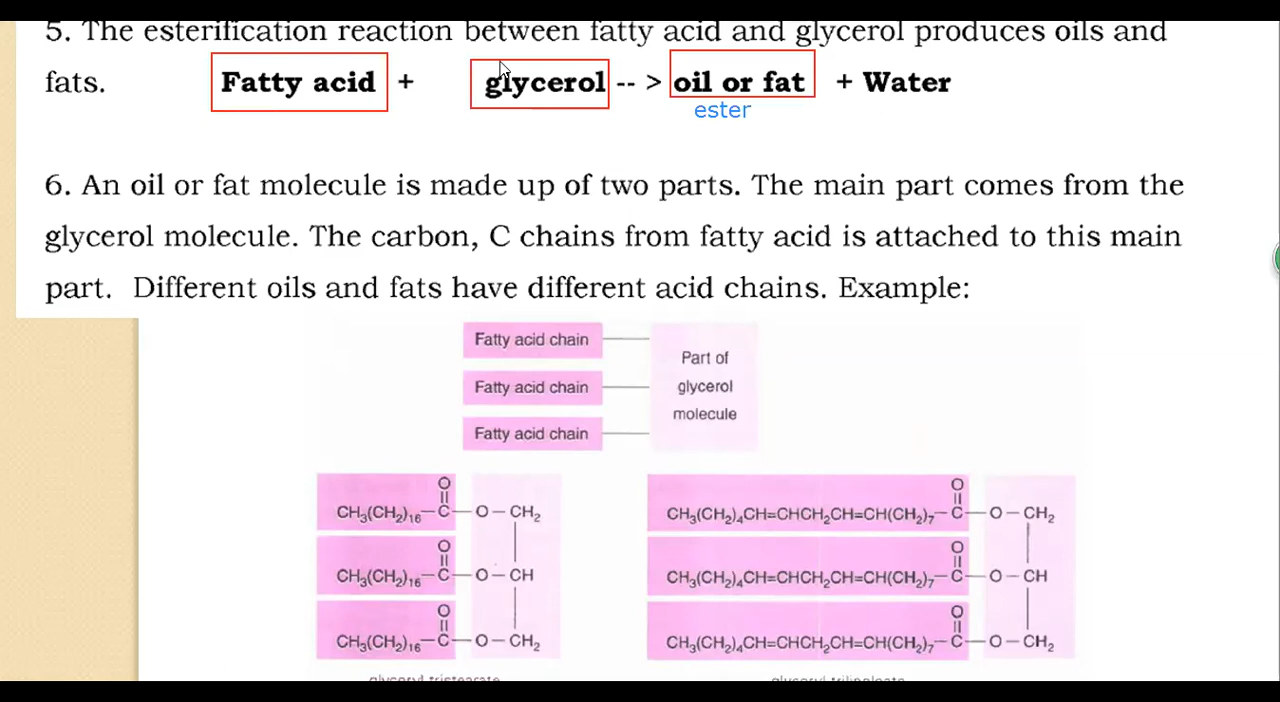 5. The esterification reaction between fatty acid and glycerol produces oils and
fats. Fatty acid + glycerol -- > oil or fat + Water
ester
6. An oil or fat molecule is made up of two parts. The main part comes from the
glycerol molecule. The carbon, C chains from fatty acid is attached to this main
part. Different oils and fats have different acid chains. Example:
Fatty acid chain
Fatty acid chain
Fatty acid chain
Part of
glycerol
molecule
O
||
CH₃(CH₂)₁₆–C–O–CH₂
O
||
CH₃(CH₂)₁₆–C–O–CH
O
||
CH₃(CH₂)₁₆–C–O–CH₂
glyceryl tristearate
O
||
CH₃(CH₂)₄CH=CHCH₂CH=CH(CH₂)₇–C–O–CH₂
O
||
CH₃(CH₂)₄CH=CHCH₂CH=CH(CH₂)₇–C–O–CH
O
||
CH₃(CH₂)₄CH=CHCH₂CH=CH(CH₂)₇–C–O–CH₂
glyceryl trilinoleate